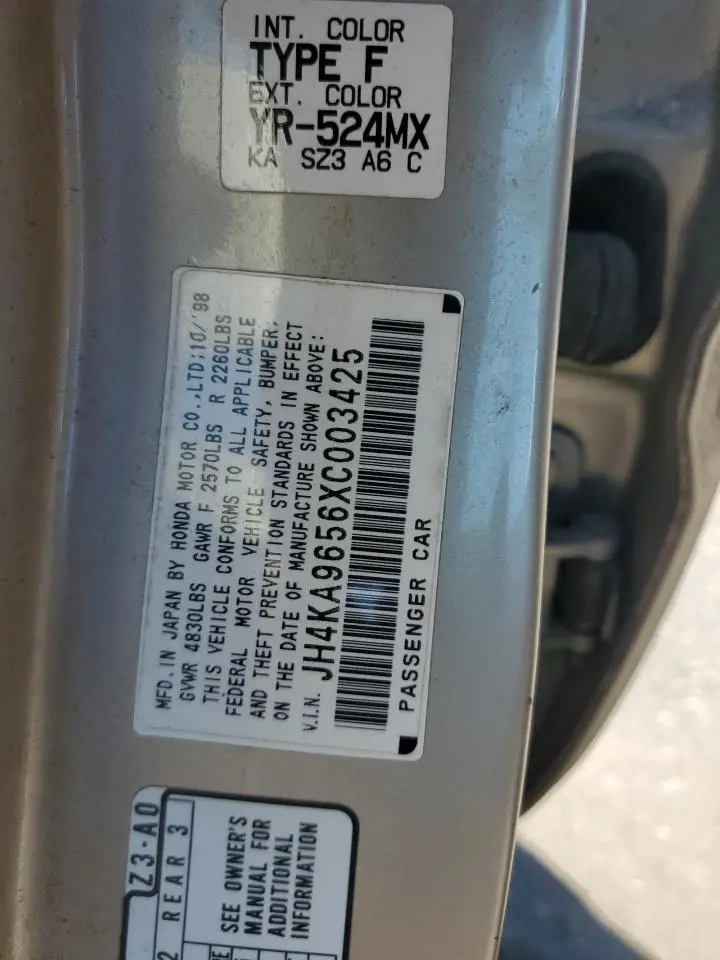 INT. COLOR
TYPE F
EXT. COLOR
YR-524MX
KA SZ3 A6 C
MFD. IN JAPAN BY HONDA MOTOR CO.,LTD:10/'98
GVWR 4830LBS GAWR F 2570LBS R 2260LBS
THIS VEHICLE CONFORMS TO ALL APPLICABLE
FEDERAL MOTOR VEHICLE SAFETY, BUMPER,
AND THEFT PREVENTION STANDARDS IN EFFECT
ON THE DATE OF MANUFACTURE SHOWN ABOVE:
V.I.N. JH4KA9656XC003425
PASSENGER CAR
Z3-A0
2 REAR 3
SEE OWNER'S
MANUAL FOR
ADDITIONAL
INFORMATION